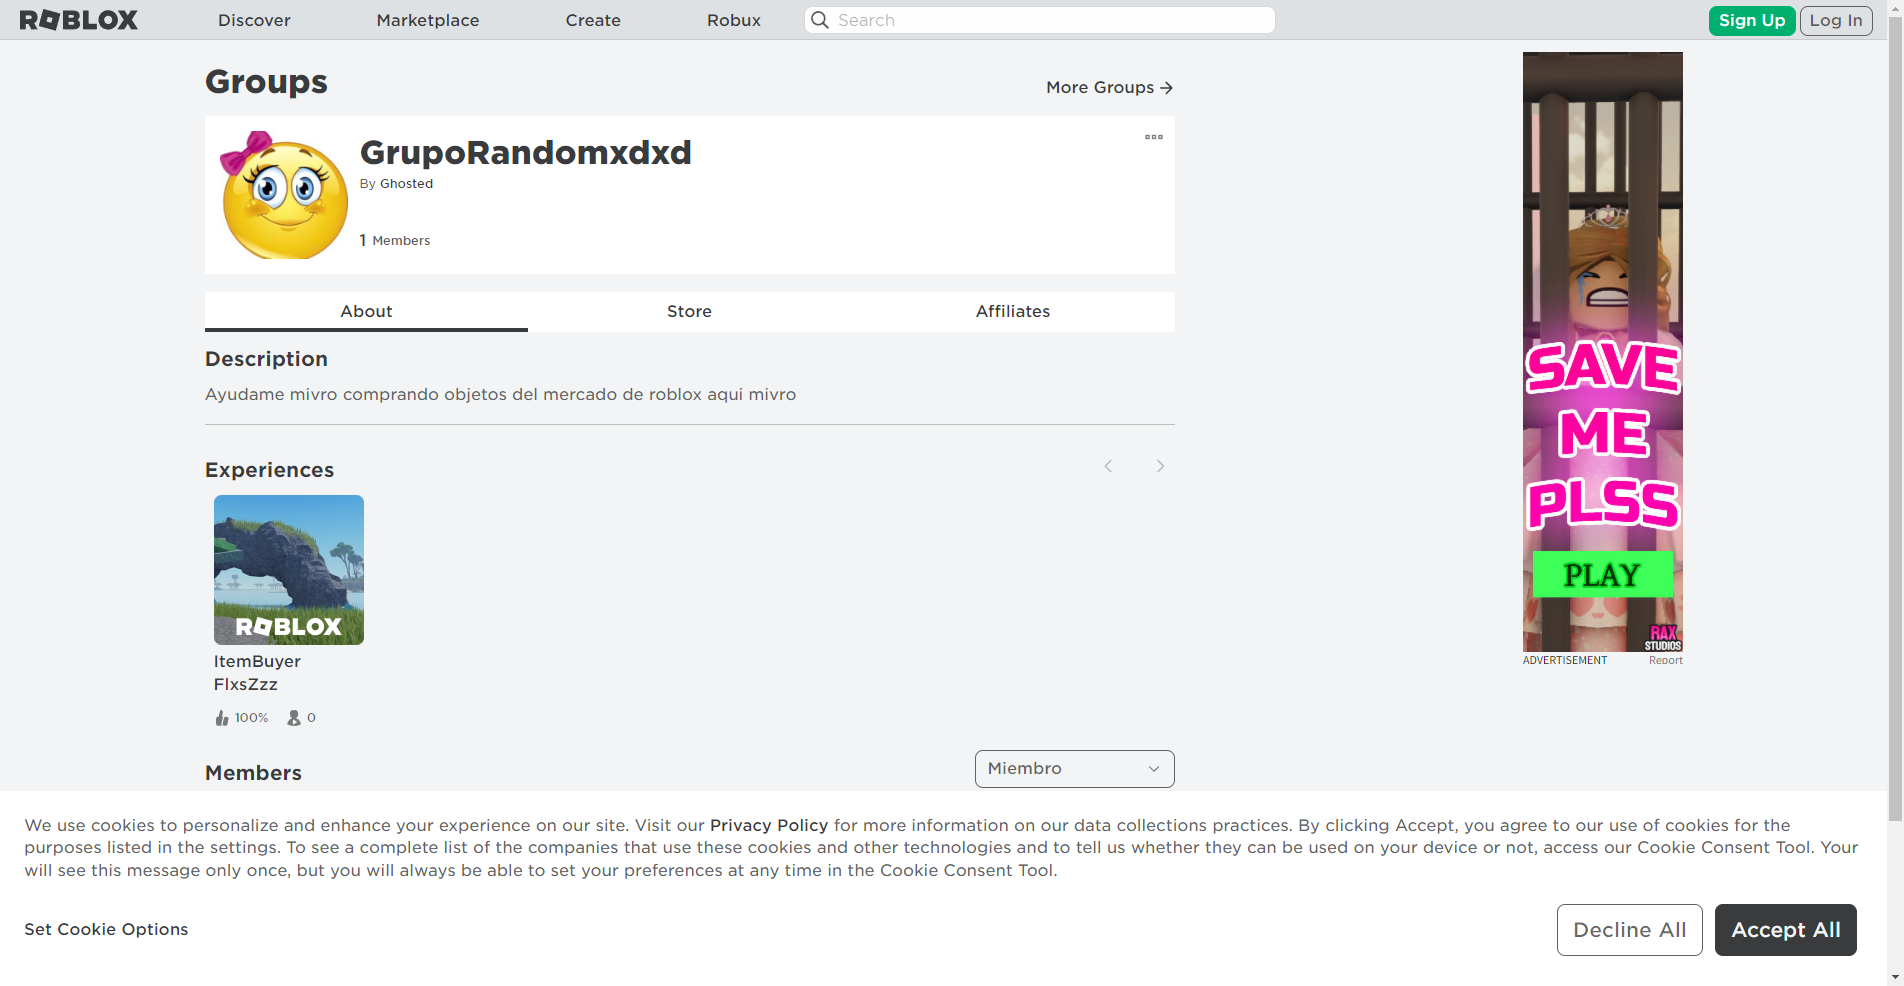 ROBLOX
Discover
Marketplace
Create
Robux
Search
Sign Up
Log In
Groups
More Groups
GrupoRandomxdxd
By Ghosted
1 Members
About
Store
Affiliates
Description
Ayudame mivro comprando objetos del mercado de roblox aqui mivro
Experiences
ROBLOX
ItemBuyer
FlxsZzz
100%
0
Members
Miembro
SAVE
ME
PLSS
PLAY
RAX
STUDIOS
ADVERTISEMENT
Report
We use cookies to personalize and enhance your experience on our site. Visit our Privacy Policy for more information on our data collections practices. By clicking Accept, you agree to our use of cookies for the
purposes listed in the settings. To see a complete list of the companies that use these cookies and other technologies and to tell us whether they can be used on your device or not, access our Cookie Consent Tool. Your
will see this message only once, but you will always be able to set your preferences at any time in the Cookie Consent Tool.
Set Cookie Options
Decline All
Accept All